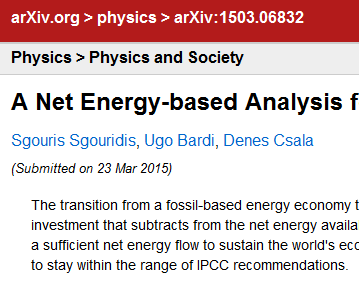 arXiv.org > physics > arXiv:1503.06832
Physics > Physics and Society
A Net Energy-based Analysis f
Sgouris Sgouridis, Ugo Bardi, Denes Csala
(Submitted on 23 Mar 2015)
The transition from a fossil-based energy economy t
investment that subtracts from the net energy availa
a sufficient net energy flow to sustain the world's eco
to stay within the range of IPCC recommendations.